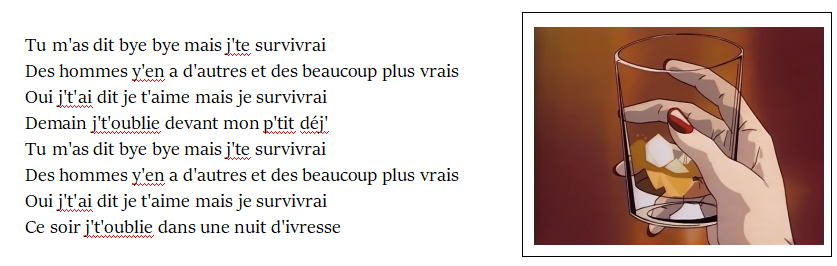 Tu m'as dit bye bye mais j'te survivrai
Des hommes y'en a d'autres et des beaucoup plus vrais
Oui j't'ai dit je t'aime mais je survivrai
Demain j't'oublie devant mon p'tit déj'
Tu m'as dit bye bye mais j'te survivrai
Des hommes y'en a d'autres et des beaucoup plus vrais
Oui j't'ai dit je t'aime mais je survivrai
Ce soir j't'oublie dans une nuit d'ivresse